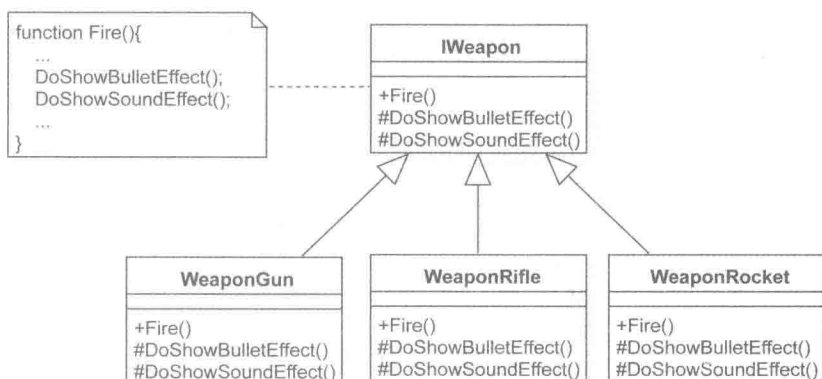 function Fire(){
...
DoShowBulletEffect();
DoShowSoundEffect();
...
}
IWeapon
+Fire()
#DoShowBulletEffect()
#DoShowSoundEffect()
WeaponGun
+Fire()
#DoShowBulletEffect()
#DoShowSoundEffect()
WeaponRifle
+Fire()
#DoShowBulletEffect()
#DoShowSoundEffect()
WeaponRocket
+Fire()
#DoShowBulletEffect()
#DoShowSoundEffect()